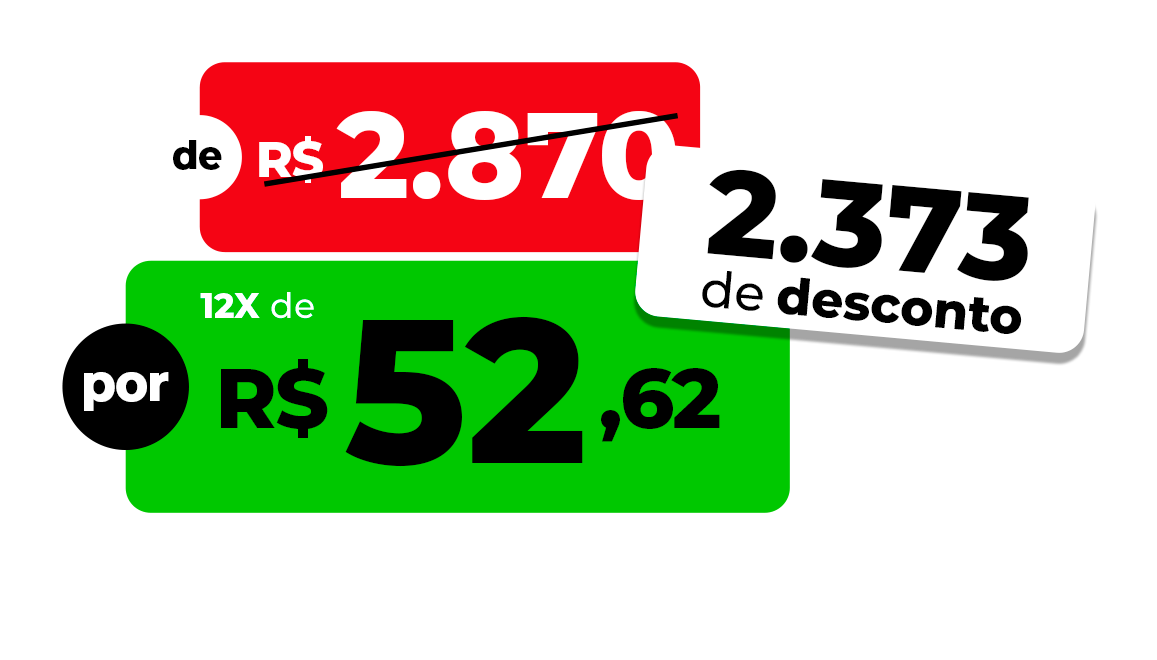 de R$ 2.870
2.373
de desconto
12X de
por R$ 52,62